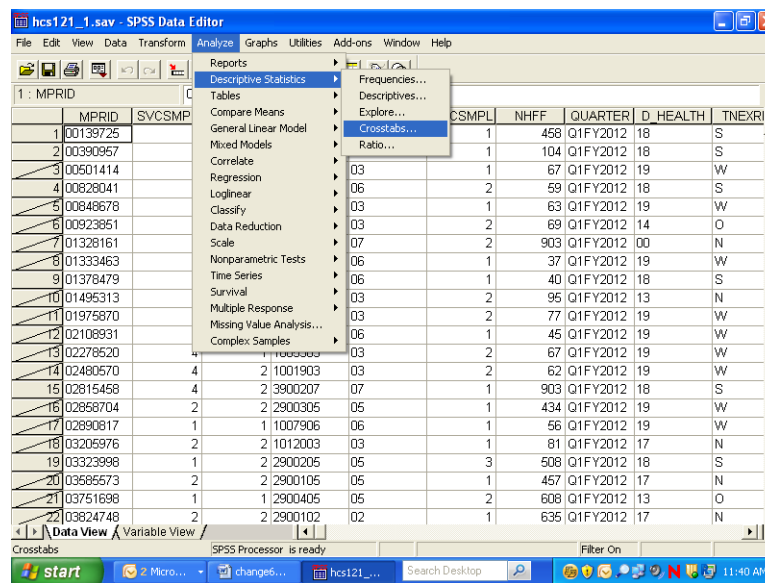 hcs121_1.sav - SPSS Data Editor
File Edit View Data Transform Analyze Graphs Utilities Add-ons Window Help
1 : MPRID
Reports
Descriptive Statistics
Tables
Compare Means
General Linear Model
Mixed Models
Correlate
Regression
Loglinear
Classify
Data Reduction
Scale
Nonparametric Tests
Time Series
Survival
Multiple Response
Missing Value Analysis...
Complex Samples
Frequencies...
Descriptives...
Explore...
Crosstabs...
Ratio...
MPRID SVCSMP CSMPL NHFF QUARTER D_HEALTH TNEXRE
1 00139725 1 458 Q1FY2012 18 S
2 00390957 1 104 Q1FY2012 18 S
3 00501414 03 1 67 Q1FY2012 19 W
4 00828041 06 2 59 Q1FY2012 18 S
5 00848678 03 1 63 Q1FY2012 19 W
6 00923851 03 2 69 Q1FY2012 14 O
7 01328161 07 2 903 Q1FY2012 00 N
8 01333463 06 1 37 Q1FY2012 19 W
9 01378479 06 1 40 Q1FY2012 18 S
10 01495313 03 2 95 Q1FY2012 13 N
11 01975870 03 2 77 Q1FY2012 19 W
12 02108931 06 1 45 Q1FY2012 19 W
13 02278520 4 1 03 2 67 Q1FY2012 19 W
14 02480570 4 2 1001903 03 2 62 Q1FY2012 19 W
15 02815458 4 2 3900207 07 1 903 Q1FY2012 18 S
16 02858704 2 2 2900305 05 1 434 Q1FY2012 19 W
17 02890817 1 1 1007906 06 1 56 Q1FY2012 19 W
18 03205976 2 2 1012003 03 1 81 Q1FY2012 17 N
19 03323998 1 2 2900205 05 3 508 Q1FY2012 18 S
20 03585573 2 2 2900105 05 1 457 Q1FY2012 17 N
21 03751698 1 1 2900405 05 2 608 Q1FY2012 13 O
22 03824748 2 2 2900102 02 1 635 Q1FY2012 17 N
Data View Variable View
Crosstabs SPSS Processor is ready Filter On
start 2 Micro... change6... hcs121_... Search Desktop 11:40 AM